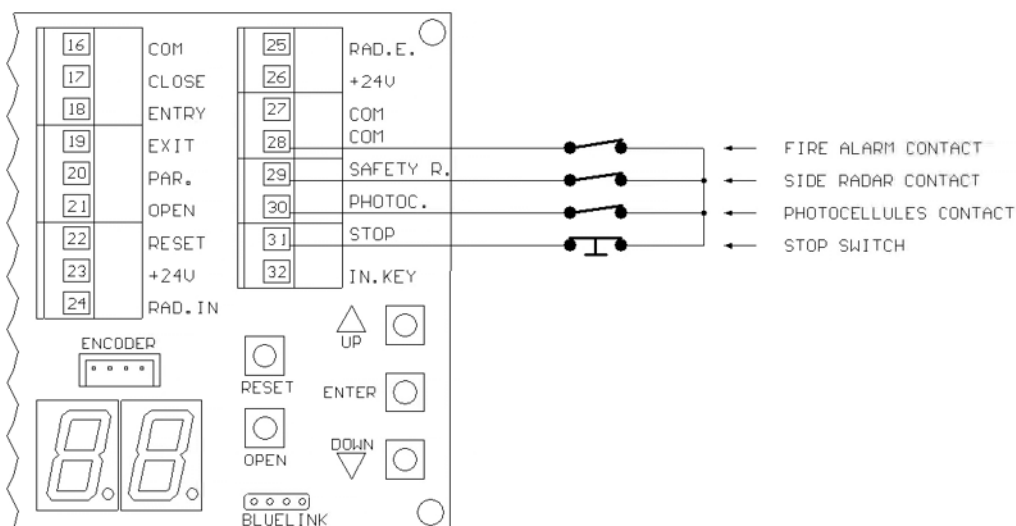 16 COM
17 CLOSE
18 ENTRY
19 EXIT
20 PAR.
21 OPEN
22 RESET
23 +24V
24 RAD.IN
25 RAD.E.
26 +24V
27 COM
28 COM
29 SAFETY R.
30 PHOTOC.
31 STOP
32 IN.KEY
FIRE ALARM CONTACT
SIDE RADAR CONTACT
PHOTOCELLULES CONTACT
STOP SWITCH
ENCODER
UP
RESET
ENTER
OPEN
DOWN
88
BLUELINK